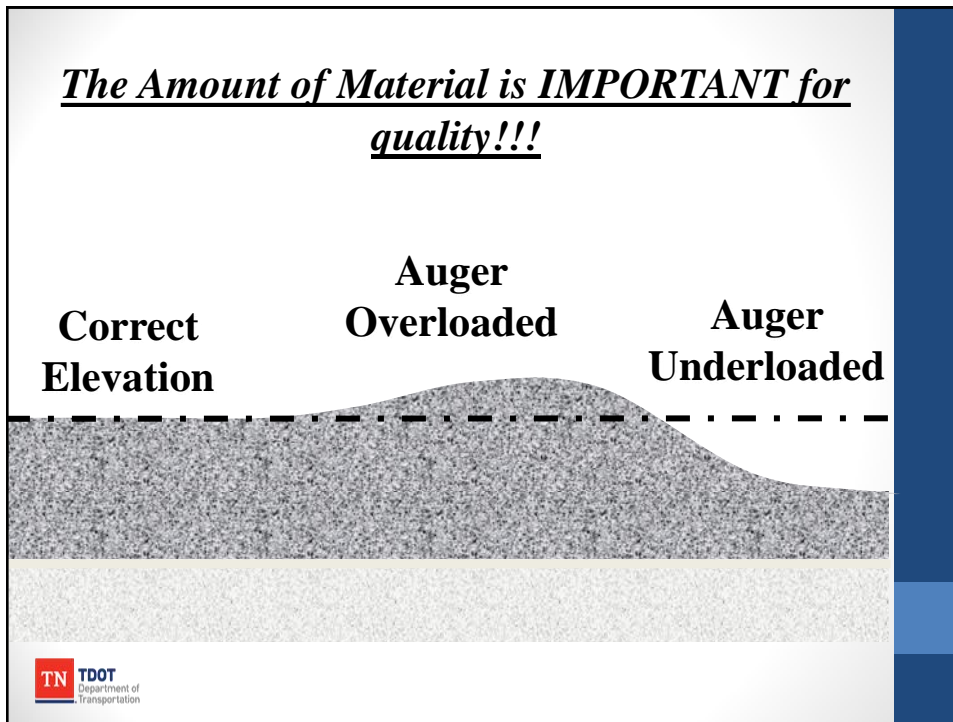 The Amount of Material is IMPORTANT for
quality!!!
Auger
Overloaded
Correct
Elevation
Auger
Underloaded
TN
TDOT
Department of
Transportation